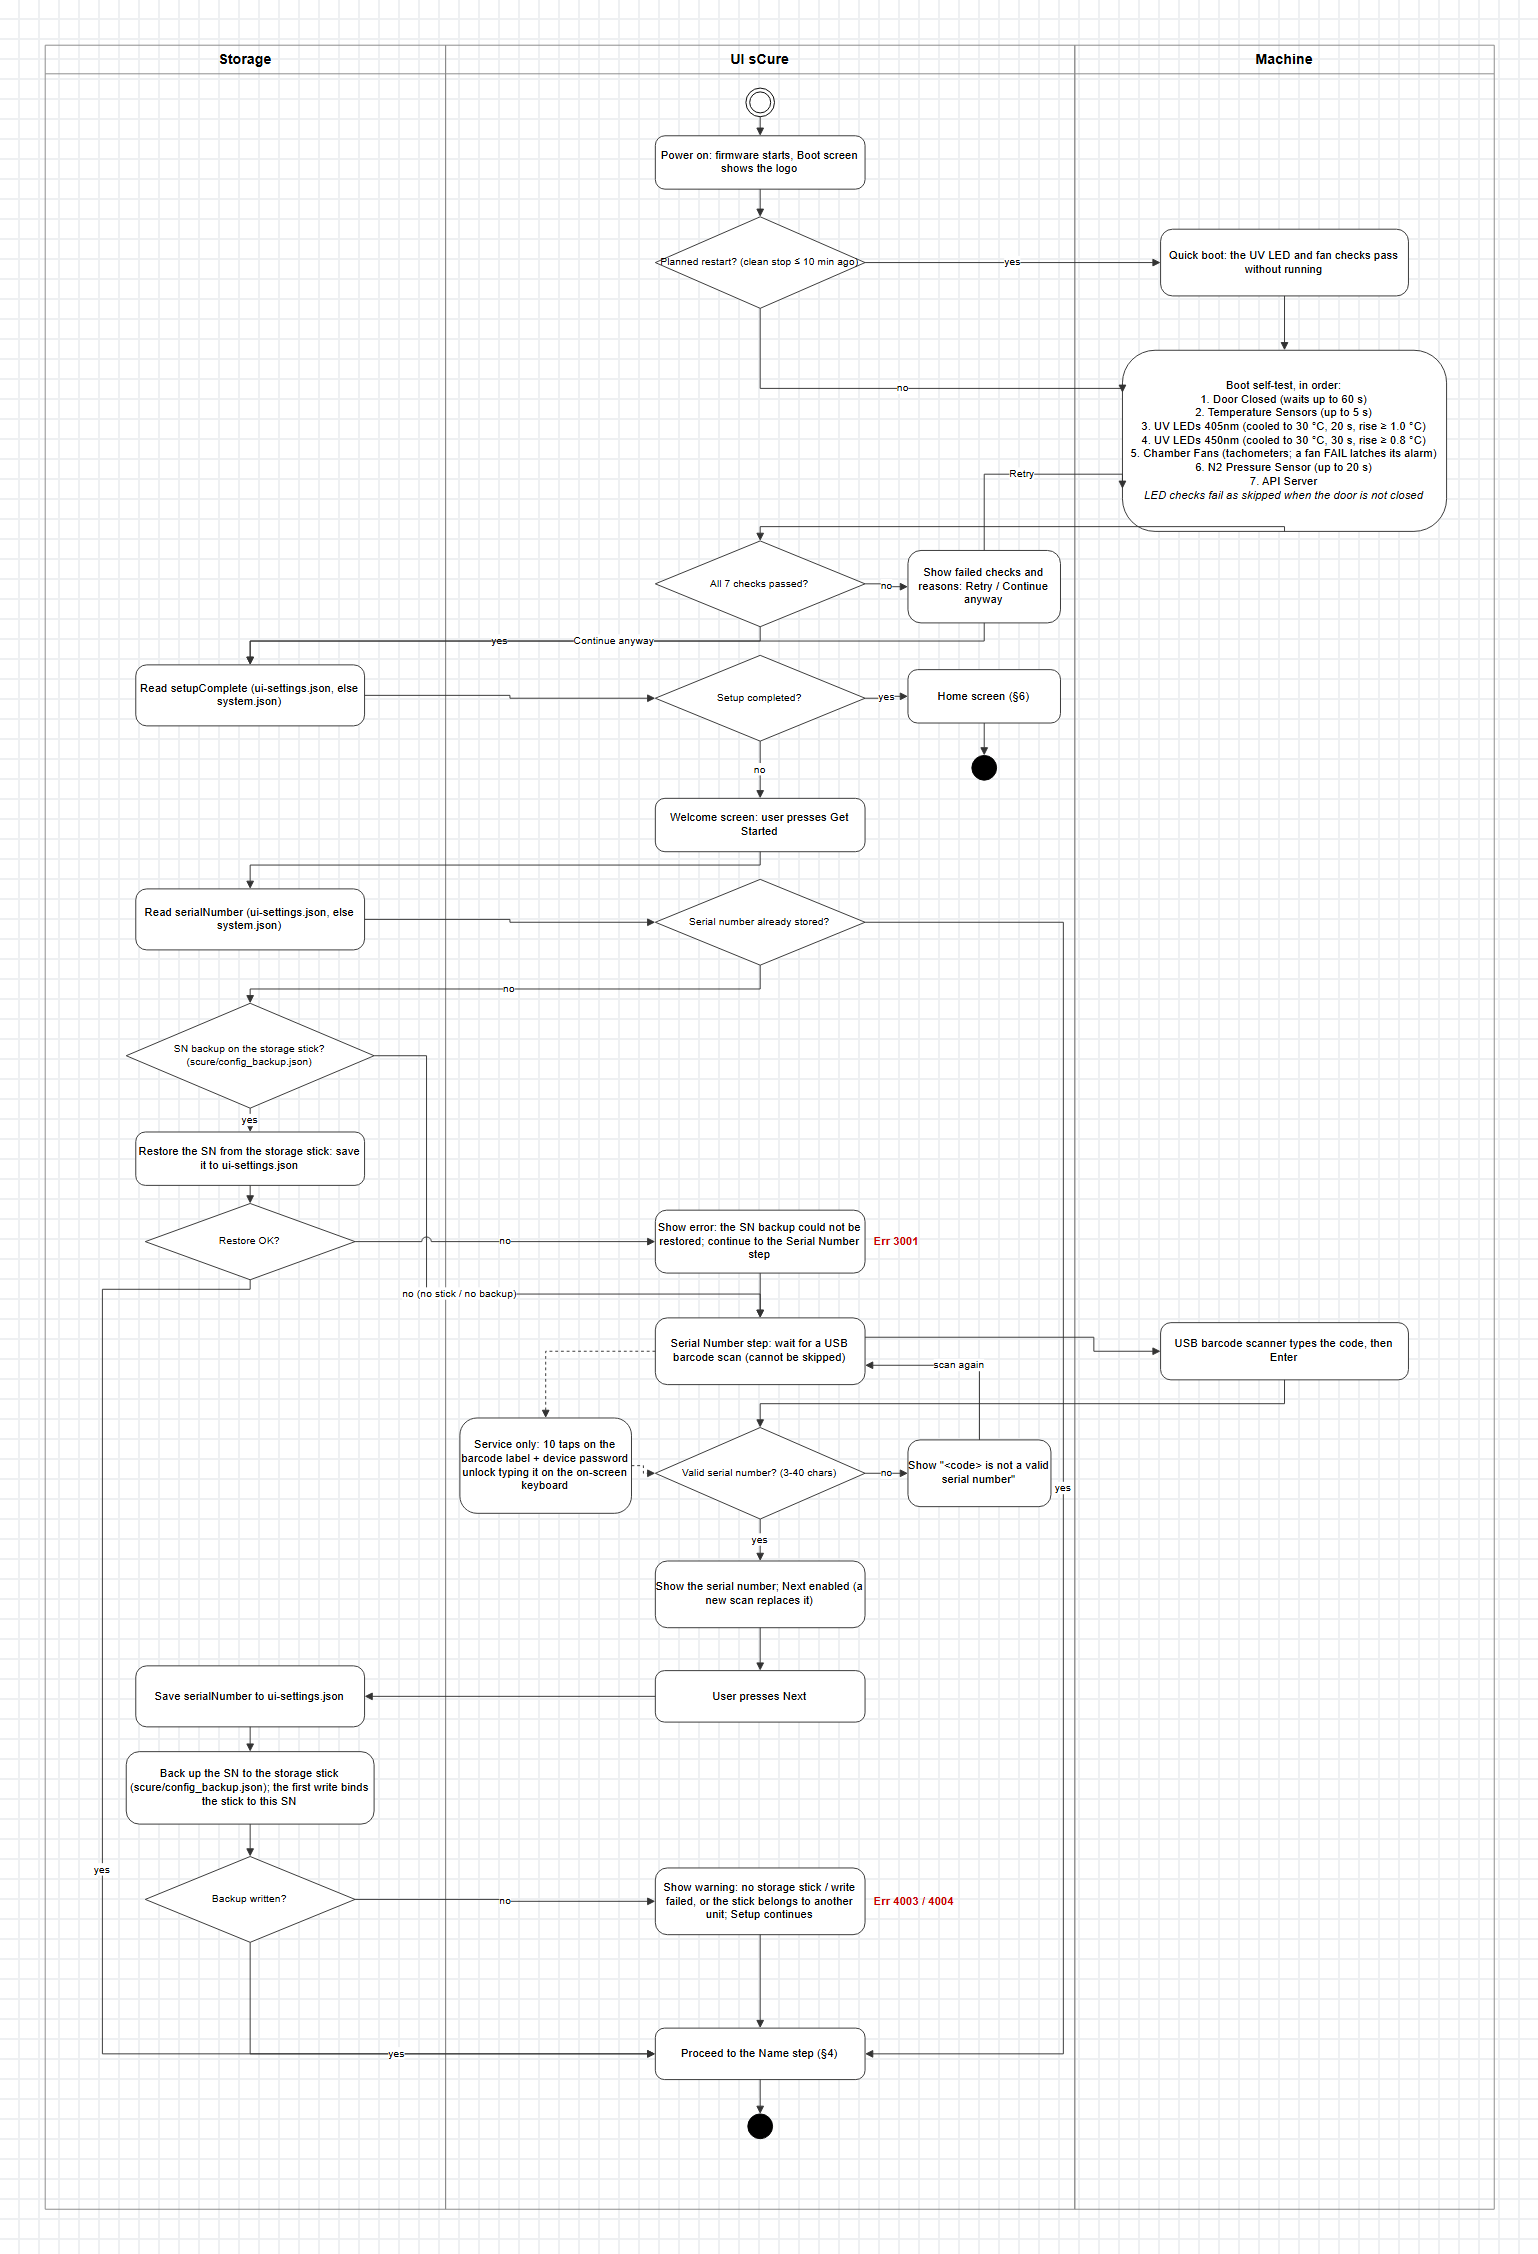 Storage
UI sCure
Machine
Power on: firmware starts, Boot screen
shows the logo
Planned restart? (clean stop ≤ 10 min ago)
yes
Quick boot: the UV LED and fan checks pass
without running
no
Boot self-test, in order:
1. Door Closed (waits up to 60 s)
2. Temperature Sensors (up to 5 s)
3. UV LEDs 405nm (cooled to 30 °C, 20 s, rise ≥ 1.0 °C)
4. UV LEDs 450nm (cooled to 30 °C, 30 s, rise ≥ 0.8 °C)
5. Chamber Fans (tachometers; a fan FAIL latches its alarm)
6. N2 Pressure Sensor (up to 20 s)
7. API Server
LED checks fail as skipped when the door is not closed
Retry
All 7 checks passed?
no
Show failed checks and
reasons: Retry / Continue
anyway
yes
Continue anyway
Read setupComplete (ui-settings.json, else
system.json)
Setup completed?
yes
Home screen (§6)
no
Welcome screen: user presses Get
Started
Read serialNumber (ui-settings.json, else
system.json)
Serial number already stored?
no
SN backup on the storage stick?
(scure/config_backup.json)
yes
Restore the SN from the storage stick: save
it to ui-settings.json
Restore OK?
no
Show error: the SN backup could not be
restored; continue to the Serial Number
step
Err 3001
no (no stick / no backup)
Serial Number step: wait for a USB
barcode scan (cannot be skipped)
USB barcode scanner types the code, then
Enter
scan again
Service only: 10 taps on the
barcode label + device password
unlock typing it on the on-screen
keyboard
Valid serial number? (3-40 chars)
no
Show "<code> is not a valid
serial number"
yes
yes
Show the serial number; Next enabled (a
new scan replaces it)
Save serialNumber to ui-settings.json
User presses Next
Back up the SN to the storage stick
(scure/config_backup.json); the first write binds
the stick to this SN
yes
Backup written?
no
Show warning: no storage stick / write
failed, or the stick belongs to another
unit; Setup continues
Err 4003 / 4004
yes
Proceed to the Name step (§4)